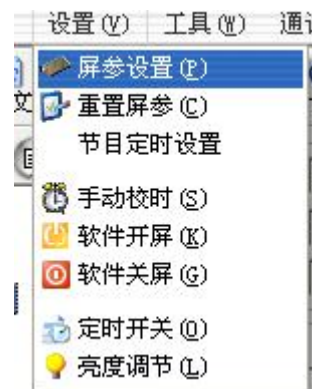 设置(V) 工具(W) 通
屏参设置(P)
文
重置屏参(C)
节目定时设置
手动校时(S)
软件开屏(K)
软件关屏(G)
定时开关(O)
亮度调节(L)